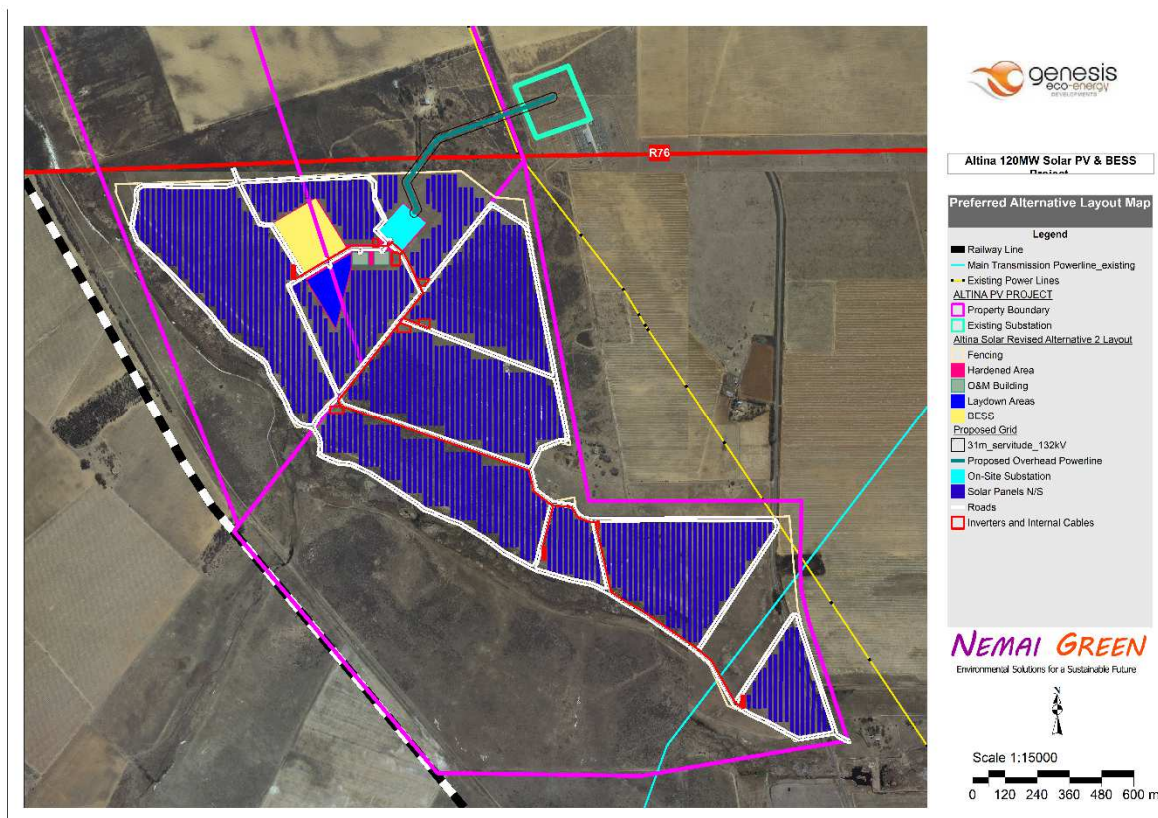 genesis
eco-energy
DEVELOPMENTS
R76
Altina 120MW Solar PV & BESS
Project
Preferred Alternative Layout Map
Legend
Railway Line
Main Transmission Powerline_existing
Existing Power Lines
ALTINA PV PROJECT
Property Boundary
Existing Substation
Altina Solar Revised Alternative 2 Layout
Fencing
Hardened Area
O&M Building
Laydown Areas
BESS
Proposed Grid
31m_servitude_132kV
Proposed Overhead Powerline
On-Site Substation
Solar Panels N/S
Roads
Inverters and Internal Cables
NEMAI GREEN
Environmental Solutions for a Sustainable Future
N
Scale 1:15000
0 120 240 360 480 600 m